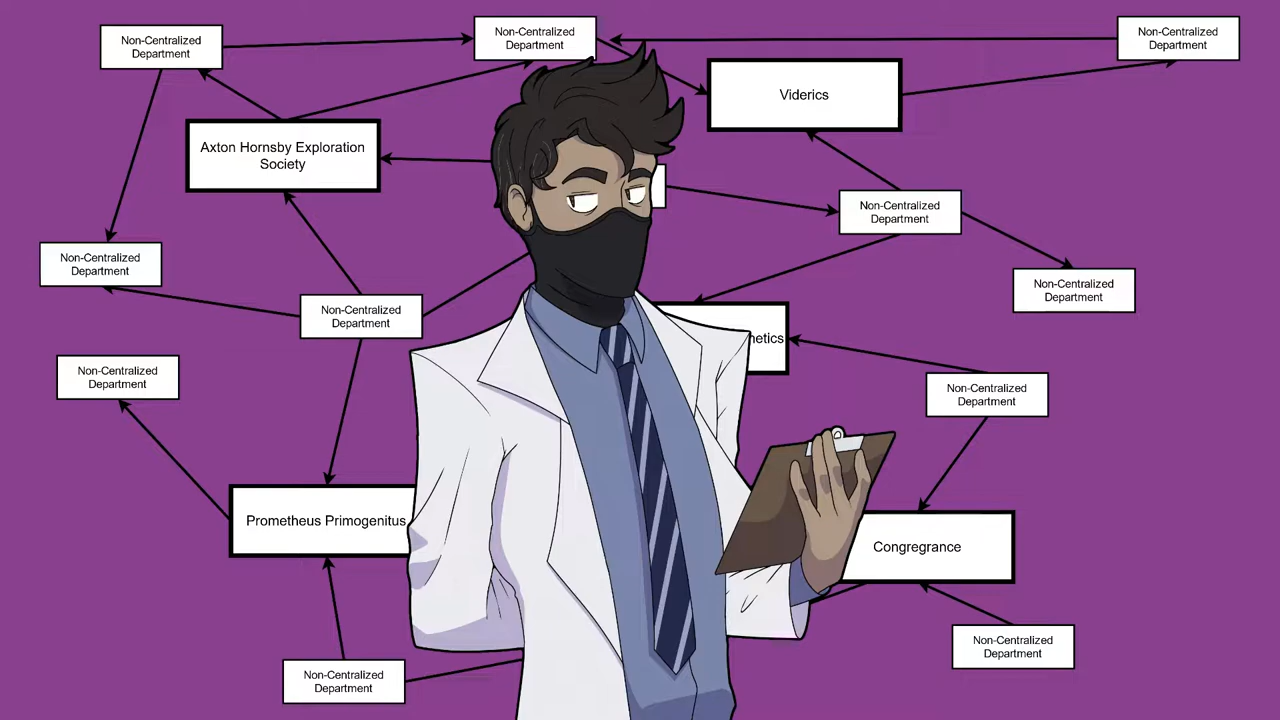 Non-Centralized
Department
Non-Centralized
Department
Non-Centralized
Department
Viderics
Axton Hornsby Exploration
Society
Non-Centralized
Department
Non-Centralized
Department
Non-Centralized
Department
Non-Centralized
Department
netics
Non-Centralized
Department
Non-Centralized
Department
Prometheus Primogenitus
Congregrance
Non-Centralized
Department
Non-Centralized
Department